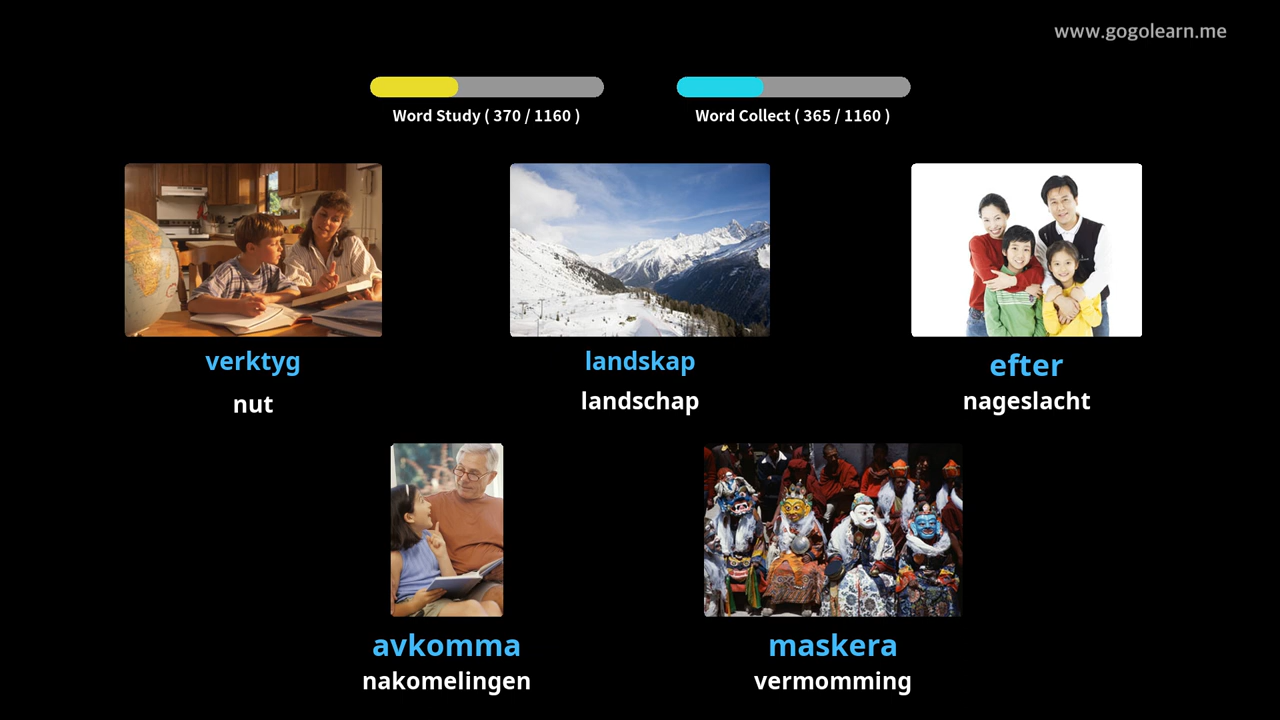 www.gogolearn.me
Word Study ( 370 / 1160 )
Word Collect ( 365 / 1160 )
verktyg
nut
landskap
landschap
efter
nageslacht
avkomma
nakomelingen
maskera
vermomming